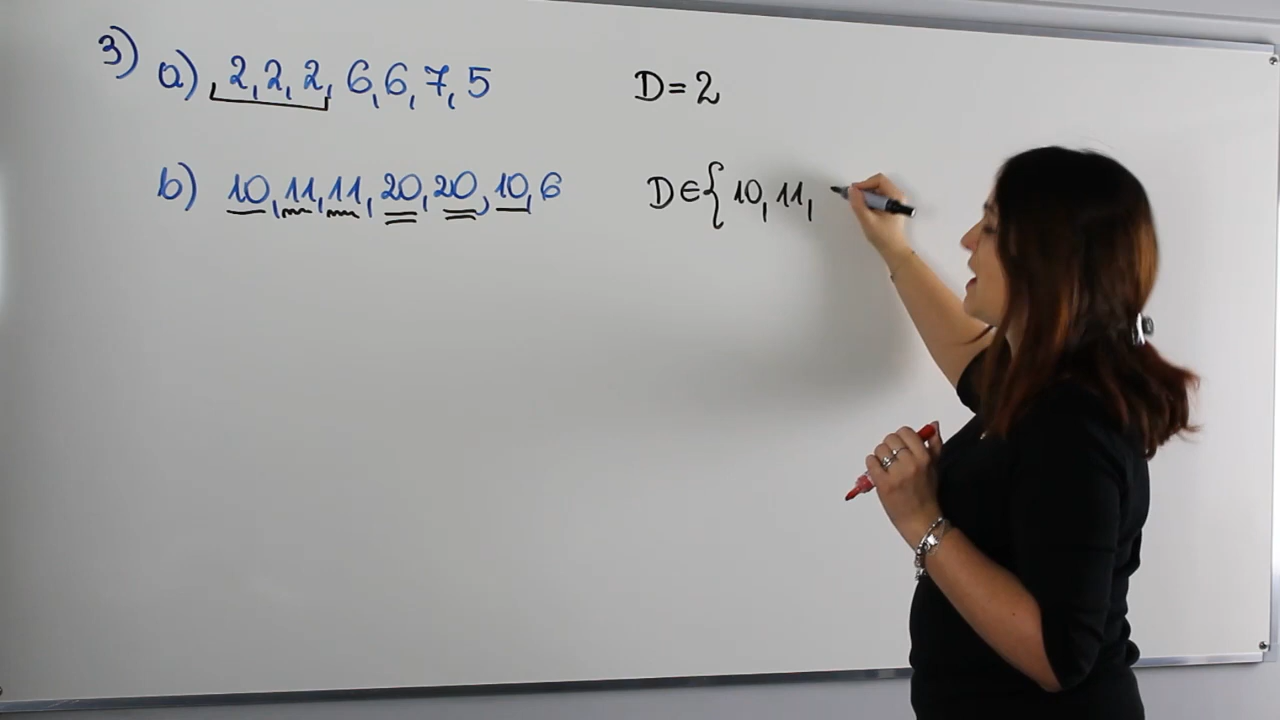 3) a) 2, 2, 2, 6, 6, 7, 5 D = 2
b) 10, 11, 11, 20, 20, 10, 6 D ∈ { 10, 11,